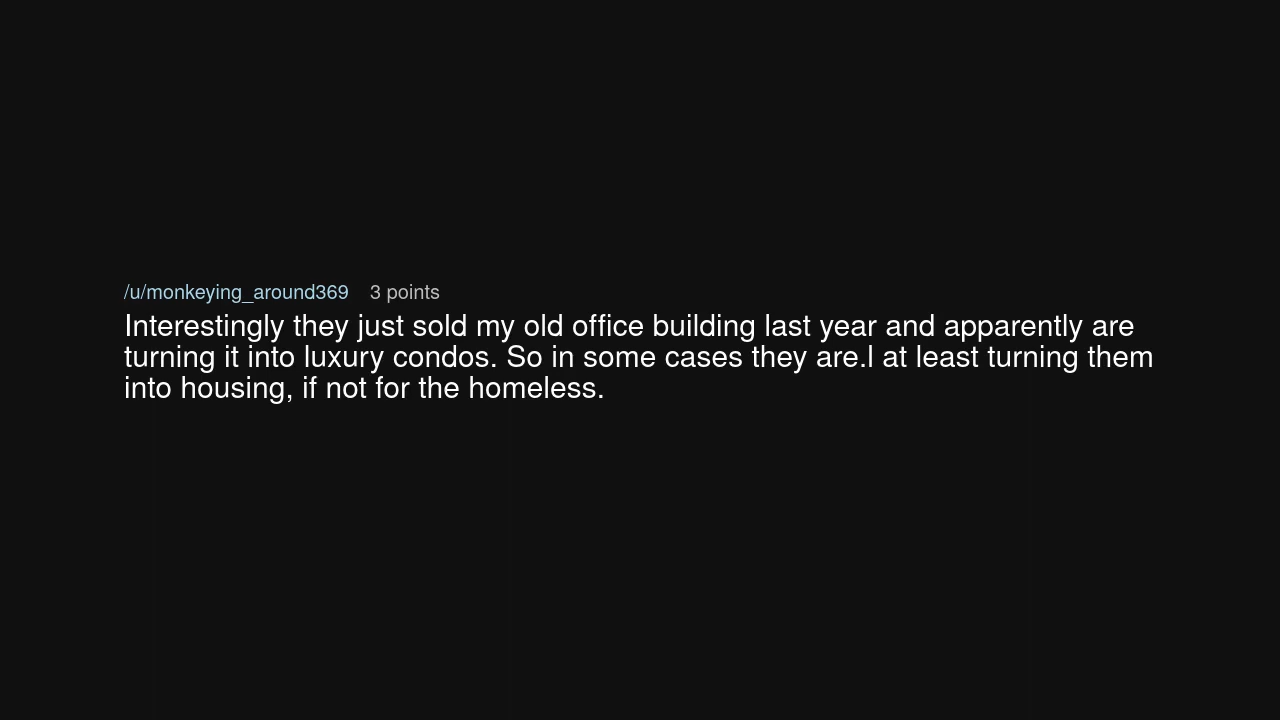 /u/monkeying_around369 3 points
Interestingly they just sold my old office building last year and apparently are
turning it into luxury condos. So in some cases they are.l at least turning them
into housing, if not for the homeless.